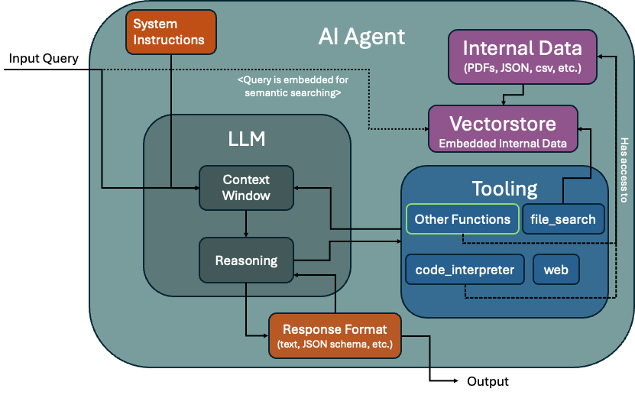 System
Instructions
AI Agent
Internal Data
(PDFs, JSON, csv, etc.)
Input Query
<Query is embedded for
semantic searching>
Vectorstore
Embedded Internal Data
Has access to
LLM
Context
Window
Tooling
Other Functions
file_search
Reasoning
code_interpreter
web
Response Format
(text, JSON schema, etc.)
Output